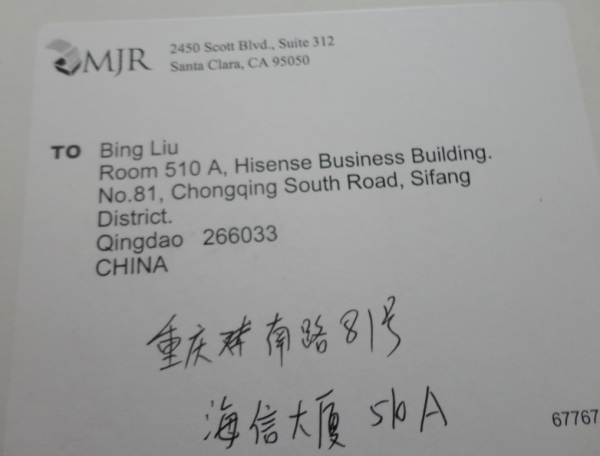 MJR
2450 Scott Blvd., Suite 312
Santa Clara, CA 95050
TO Bing Liu
Room 510 A, Hisense Business Building.
No.81, Chongqing South Road, Sifang
District.
Qingdao 266033
CHINA
重庆南路81号
海信大厦 510 A
67767